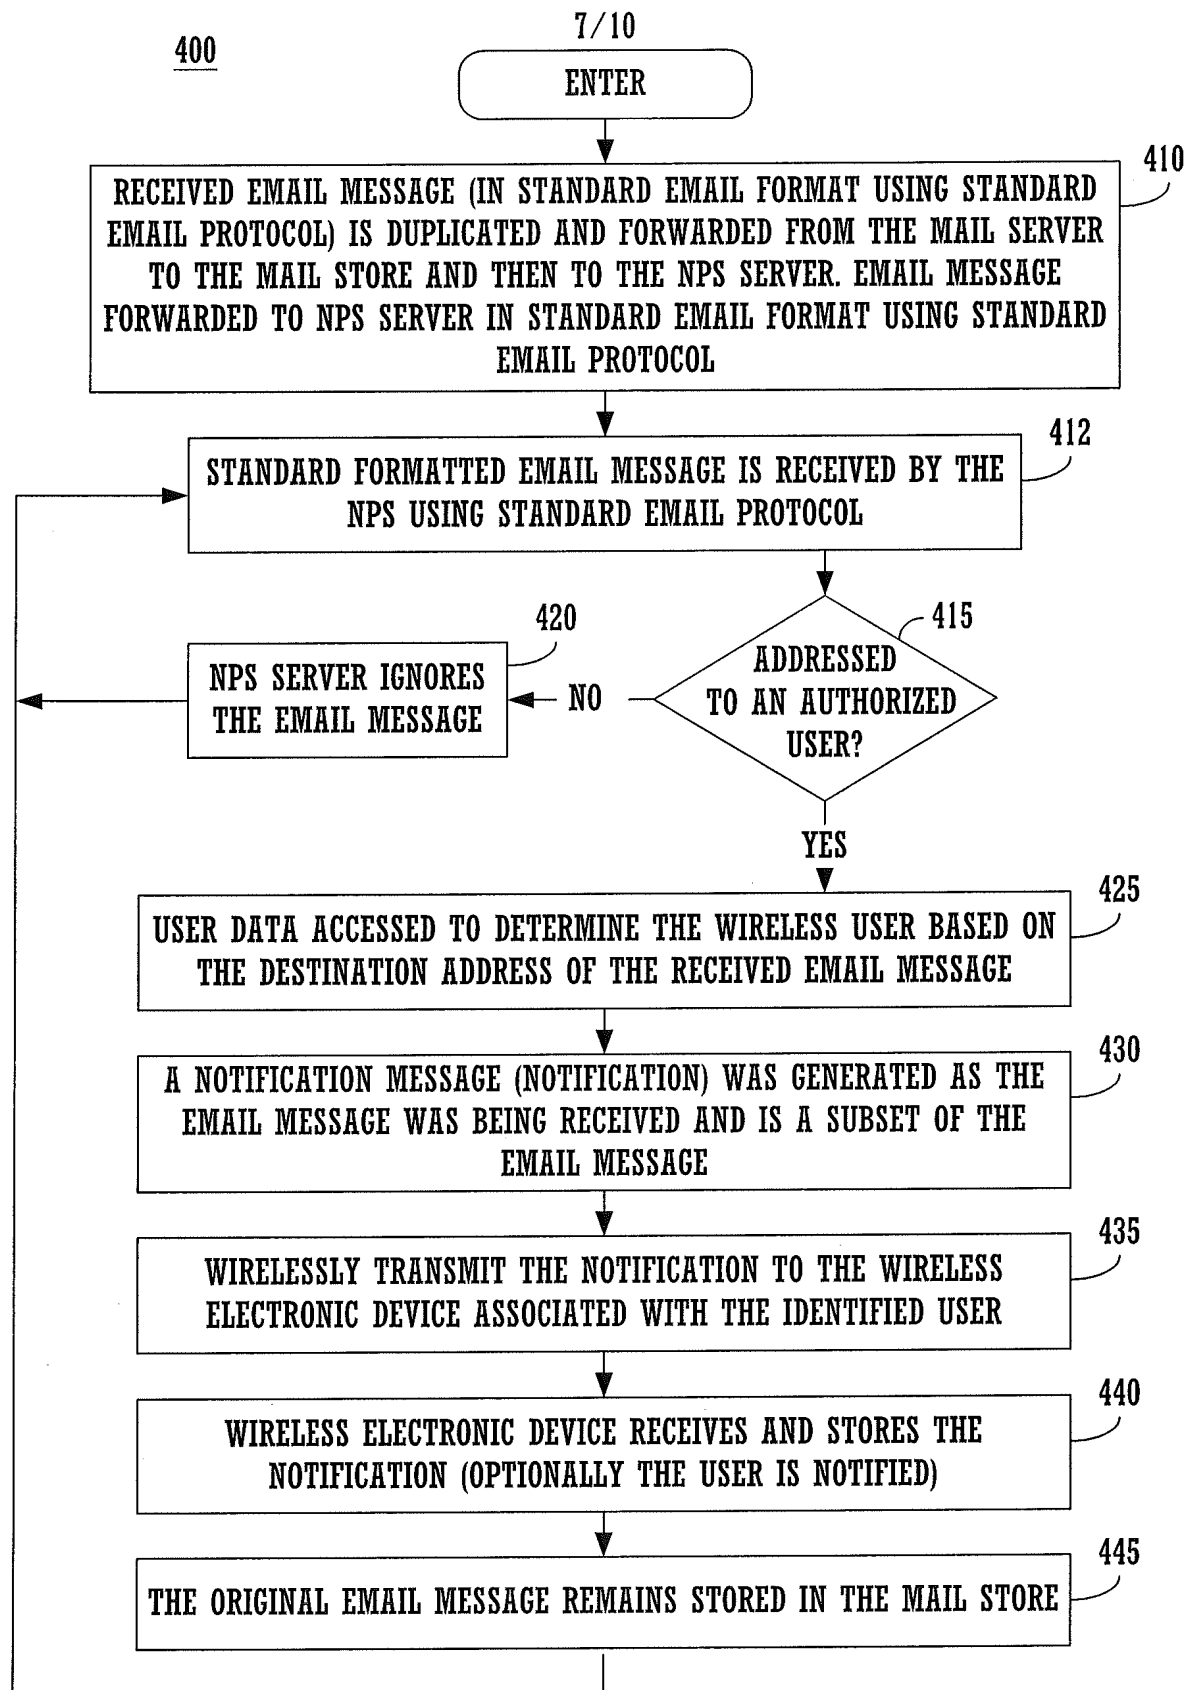 7/10
400
ENTER
410
RECEIVED EMAIL MESSAGE (IN STANDARD EMAIL FORMAT USING STANDARD
EMAIL PROTOCOL) IS DUPLICATED AND FORWARDED FROM THE MAIL SERVER
TO THE MAIL STORE AND THEN TO THE NPS SERVER. EMAIL MESSAGE
FORWARDED TO NPS SERVER IN STANDARD EMAIL FORMAT USING STANDARD
EMAIL PROTOCOL
412
STANDARD FORMATTED EMAIL MESSAGE IS RECEIVED BY THE
NPS USING STANDARD EMAIL PROTOCOL
415
ADDRESSED
TO AN AUTHORIZED
USER?
420
NPS SERVER IGNORES
THE EMAIL MESSAGE
NO
YES
425
USER DATA ACCESSED TO DETERMINE THE WIRELESS USER BASED ON
THE DESTINATION ADDRESS OF THE RECEIVED EMAIL MESSAGE
430
A NOTIFICATION MESSAGE (NOTIFICATION) WAS GENERATED AS THE
EMAIL MESSAGE WAS BEING RECEIVED AND IS A SUBSET OF THE
EMAIL MESSAGE
435
WIRELESSLY TRANSMIT THE NOTIFICATION TO THE WIRELESS
ELECTRONIC DEVICE ASSOCIATED WITH THE IDENTIFIED USER
440
WIRELESS ELECTRONIC DEVICE RECEIVES AND STORES THE
NOTIFICATION (OPTIONALLY THE USER IS NOTIFIED)
445
THE ORIGINAL EMAIL MESSAGE REMAINS STORED IN THE MAIL STORE